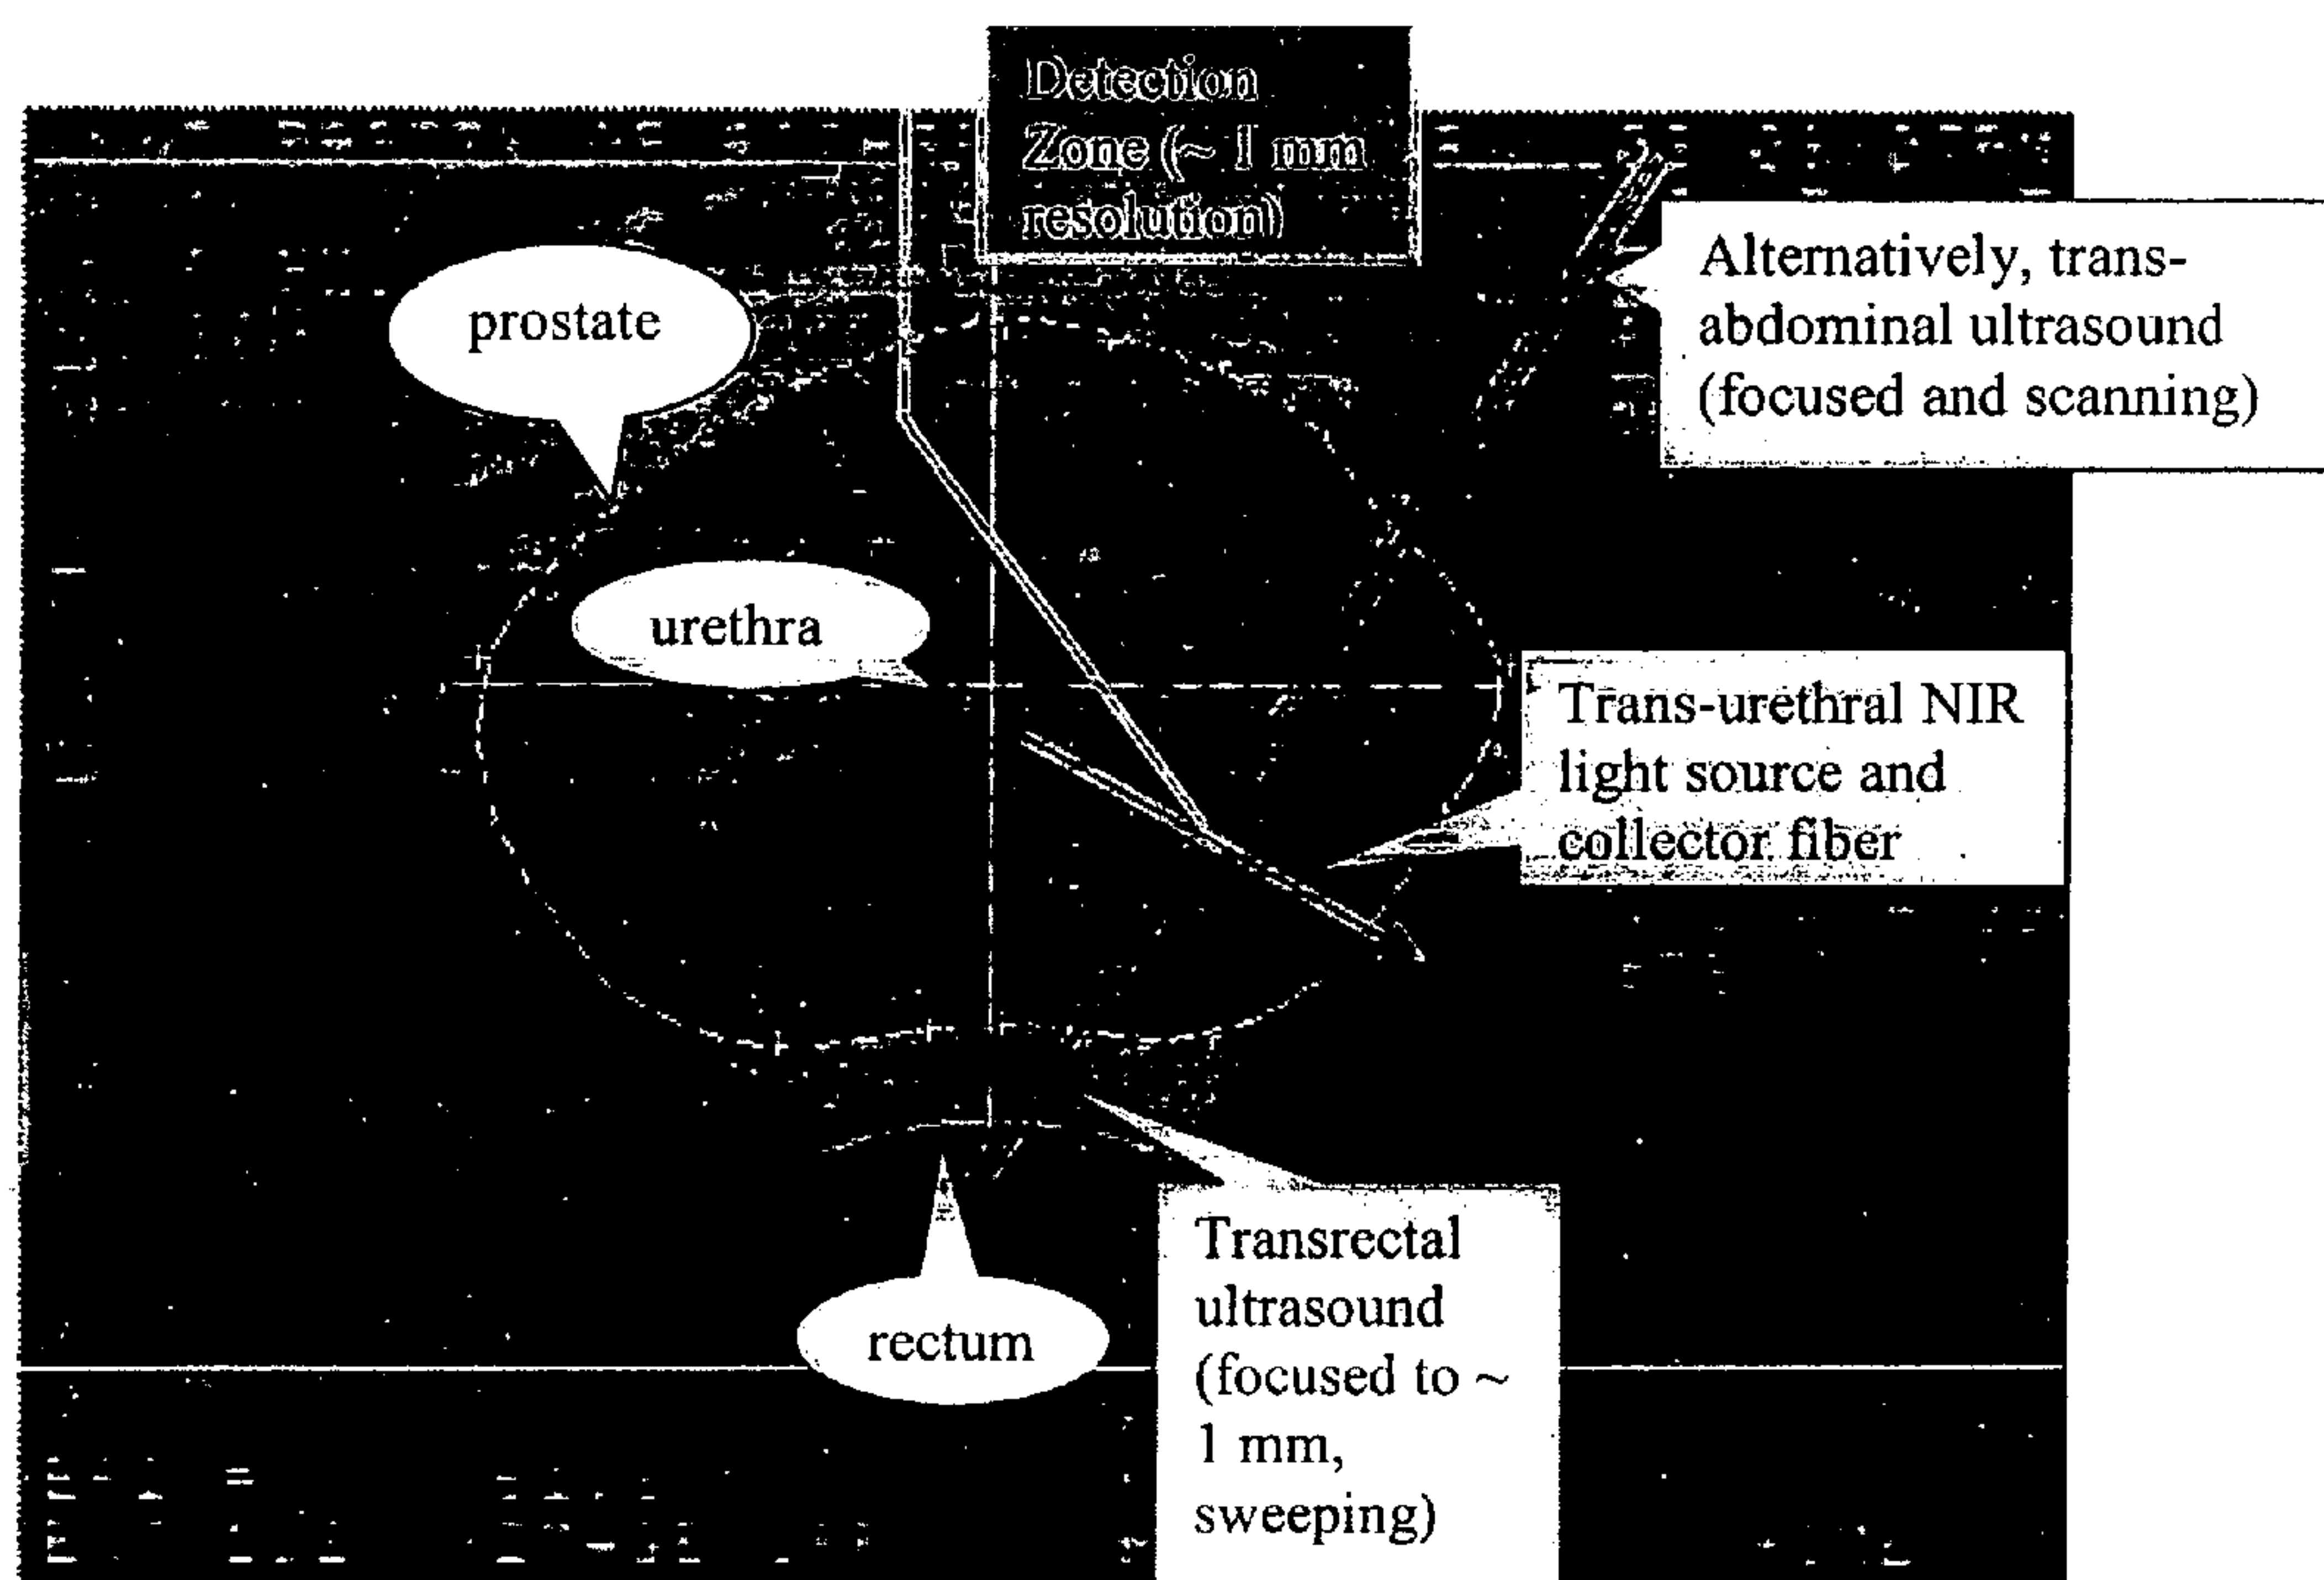 Detection
Zone (~ 1 mm
resolution)
Alternatively, trans-
abdominal ultrasound
(focused and scanning)
prostate
urethra
Trans-urethral NIR
light source and
collector fiber
Transrectal
ultrasound
(focused to ~
1 mm,
sweeping)
rectum